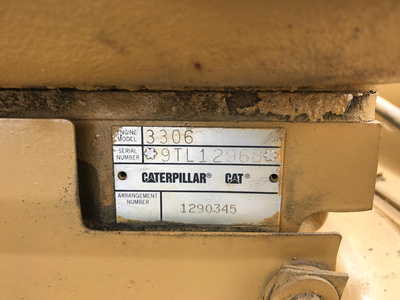 ENGINE MODEL 3306
SERIAL NUMBER ✪9TL12968✪
CATERPILLAR® CAT®
ARRANGEMENT NUMBER 1290345